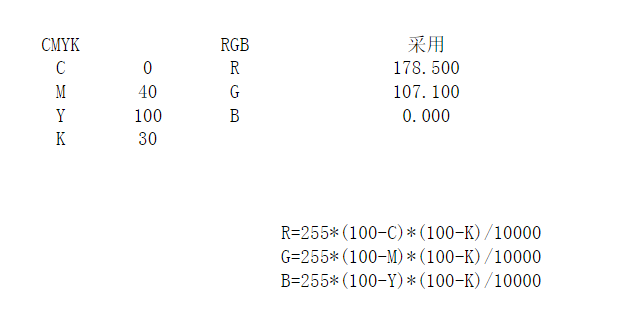 CMYK RGB 采用
C 0 R 178.500
M 40 G 107.100
Y 100 B 0.000
K 30
R=255*(100-C)*(100-K)/10000
G=255*(100-M)*(100-K)/10000
B=255*(100-Y)*(100-K)/10000